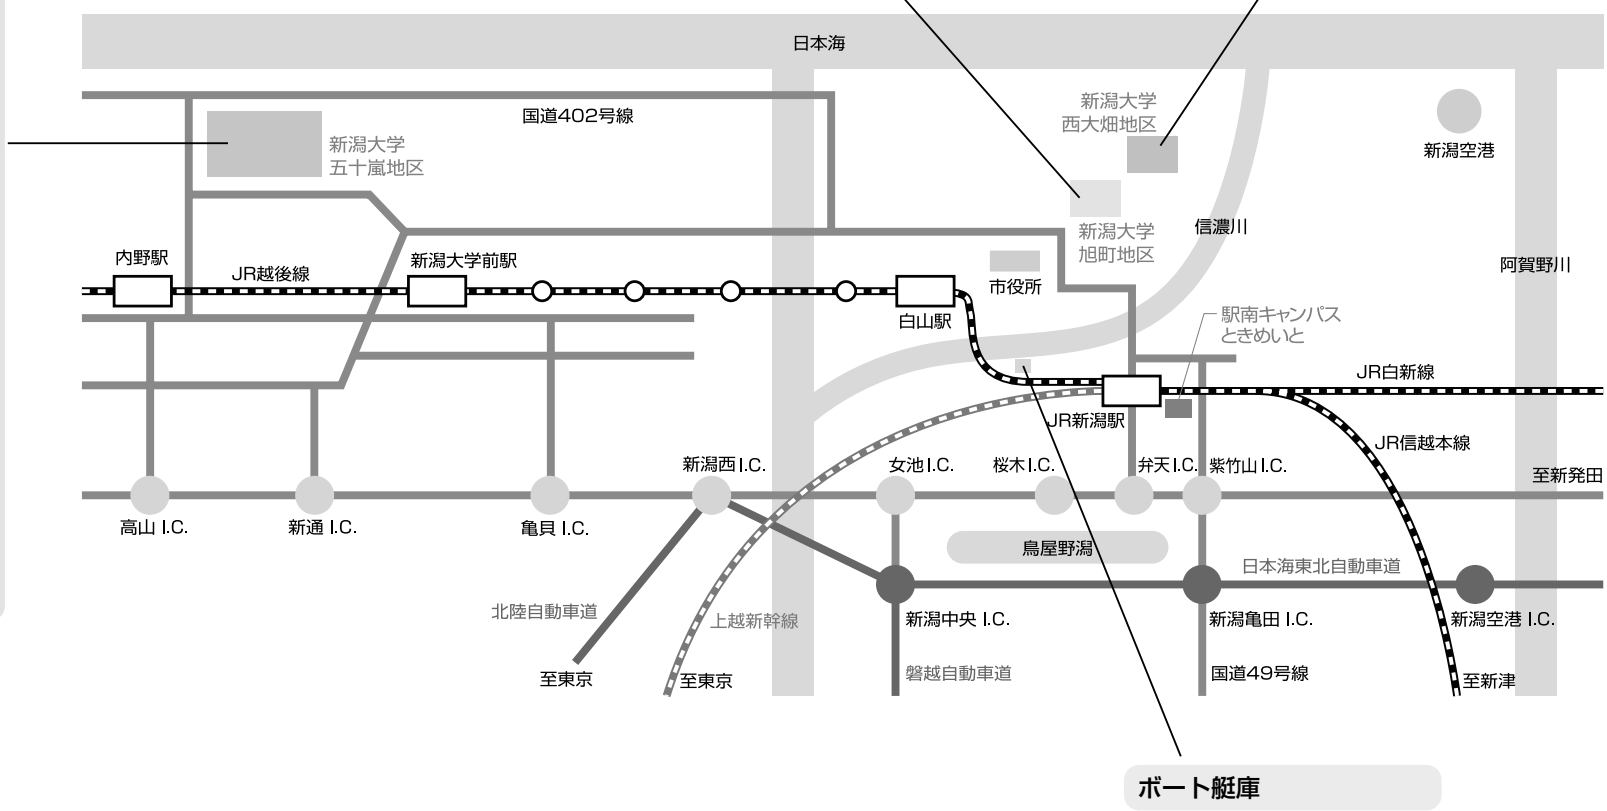 日本海
国道402号線
新潟大学
西大畑地区
新潟空港
新潟大学
五十嵐地区
新潟大学
旭町地区
信濃川
内野駅
JR越後線
新潟大学前駅
市役所
阿賀野川
白山駅
駅南キャンパス
ときめいと
JR白新線
JR新潟駅
JR信越本線
新潟西I.C.
女池I.C.
桜木I.C.
弁天I.C.
紫竹山I.C.
至新発田
高山 I.C.
新通 I.C.
亀貝 I.C.
鳥屋野潟
日本海東北自動車道
北陸自動車道
上越新幹線
新潟中央 I.C.
新潟亀田 I.C.
新潟空港 I.C.
至東京
至東京
磐越自動車道
国道49号線
至新津
ボート艇庫